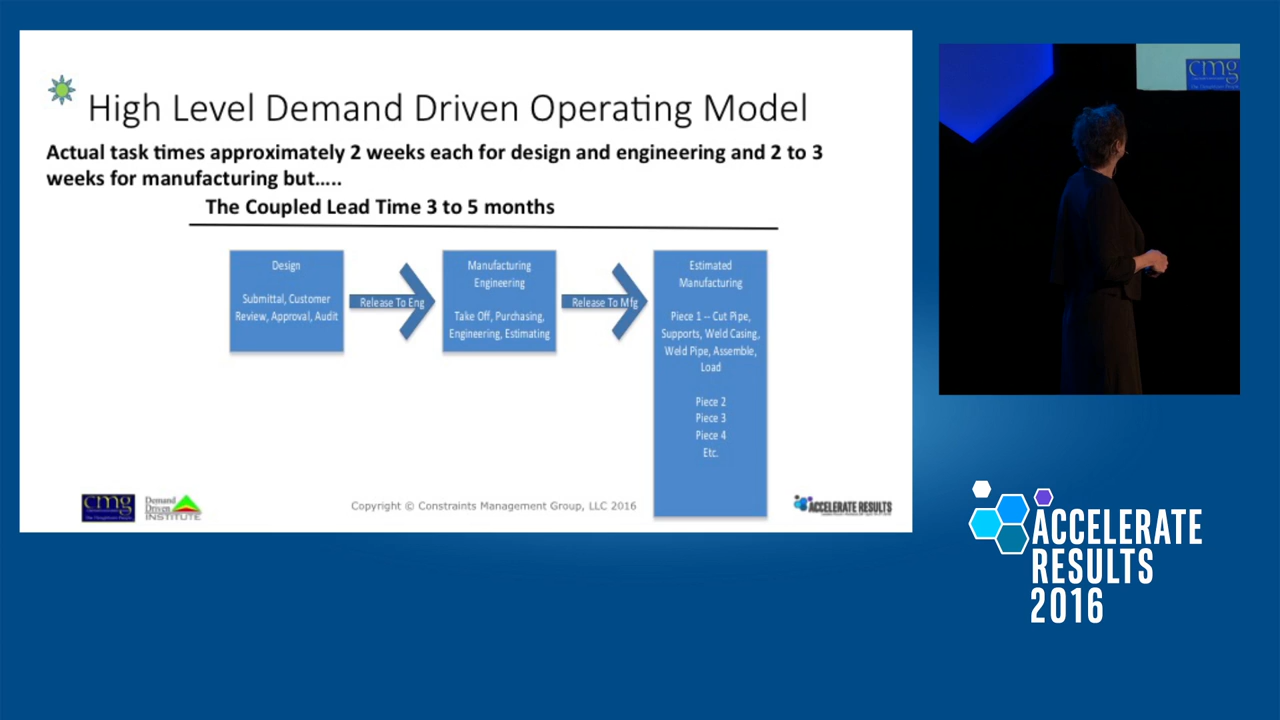 High Level Demand Driven Operating Model
Actual task times approximately 2 weeks each for design and engineering and 2 to 3
weeks for manufacturing but…..
The Coupled Lead Time 3 to 5 months
Design
Submittal, Customer
Review, Approval, Audit
Release To Eng
Manufacturing
Engineering
Take Off, Purchasing,
Engineering, Estimating
Release To Mfg
Estimated
Manufacturing
Piece 1 -- Cut Pipe,
Supports, Weld Casing,
Weld Pipe, Assemble,
Load
Piece 2
Piece 3
Piece 4
Etc.
cmg
Demand
Driven
INSTITUTE
Copyright © Constraints Management Group, LLC 2016
ACCELERATE RESULTS
cmg
ACCELERATE
RESULTS
2016